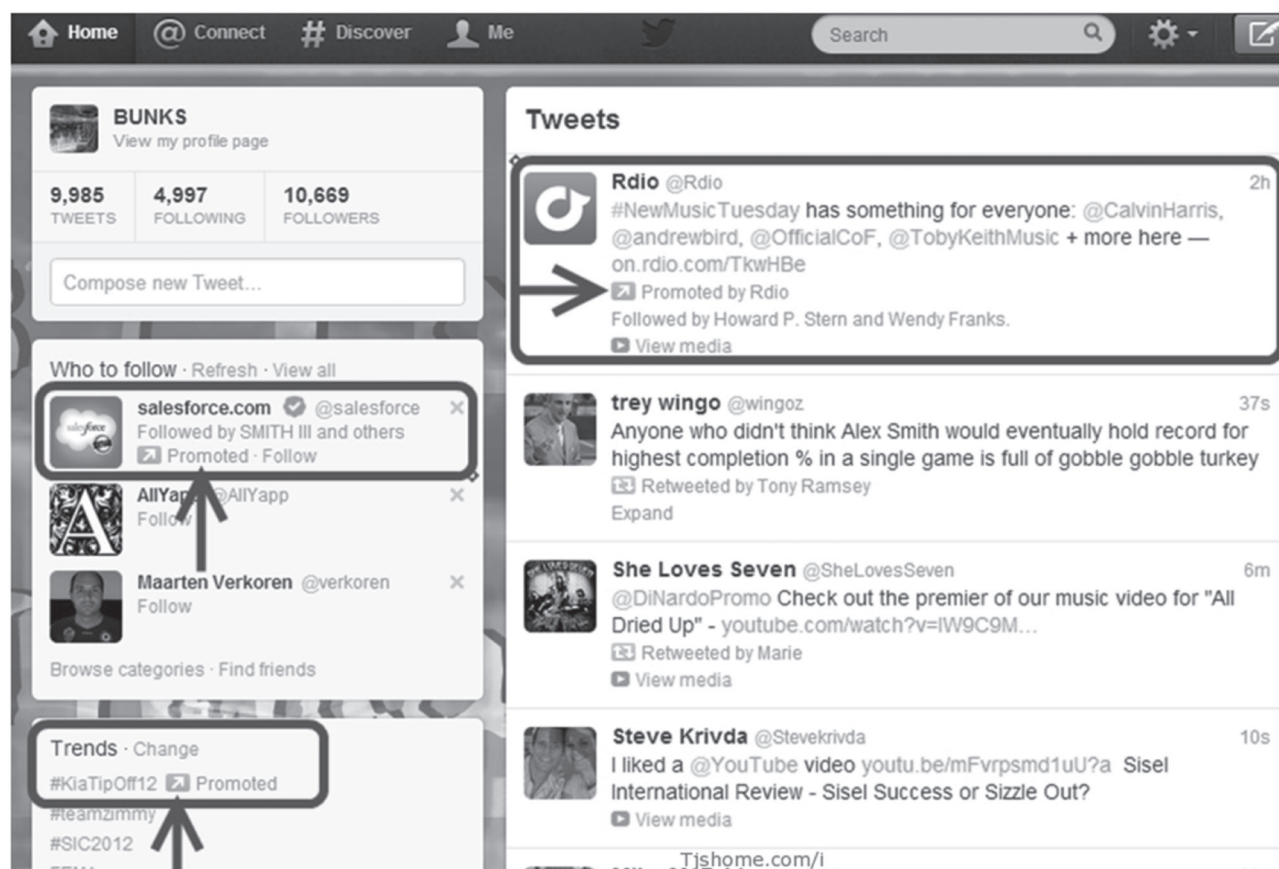 Home @ Connect # Discover Me
Search
BUNKS
View my profile page
9,985 4,997 10,669
TWEETS FOLLOWING FOLLOWERS
Compose new Tweet...
Who to follow · Refresh · View all
salesforce.com @salesforce ×
Followed by SMITH III and others
Promoted · Follow
@AllYapp ×
Follow
Maarten Verkoren @verkoren ×
Follow
Browse categories · Find friends
Trends · Change
#KiaTipOff12 Promoted
#teamzimmy
#SIC2012
Tweets
Rdio @Rdio 2h
#NewMusicTuesday has something for everyone: @CalvinHarris,
@andrewbird, @OfficialCoF, @TobyKeithMusic + more here —
on.rdio.com/TkwHBe
Promoted by Rdio
Followed by Howard P. Stern and Wendy Franks.
View media
trey wingo @wingoz 37s
Anyone who didn't think Alex Smith would eventually hold record for
highest completion % in a single game is full of gobble gobble turkey
Retweeted by Tony Ramsey
Expand
She Loves Seven @SheLovesSeven 6m
@DiNardoPromo Check out the premier of our music video for "All
Dried Up" - youtube.com/watch?v=IW9C9M...
Retweeted by Marie
View media
Steve Krivda @Stevekrivda 10s
I liked a @YouTube video youtu.be/mFvrpsmd1uU?a Sisel
International Review - Sisel Success or Sizzle Out?
View media
Tjshome.com/i